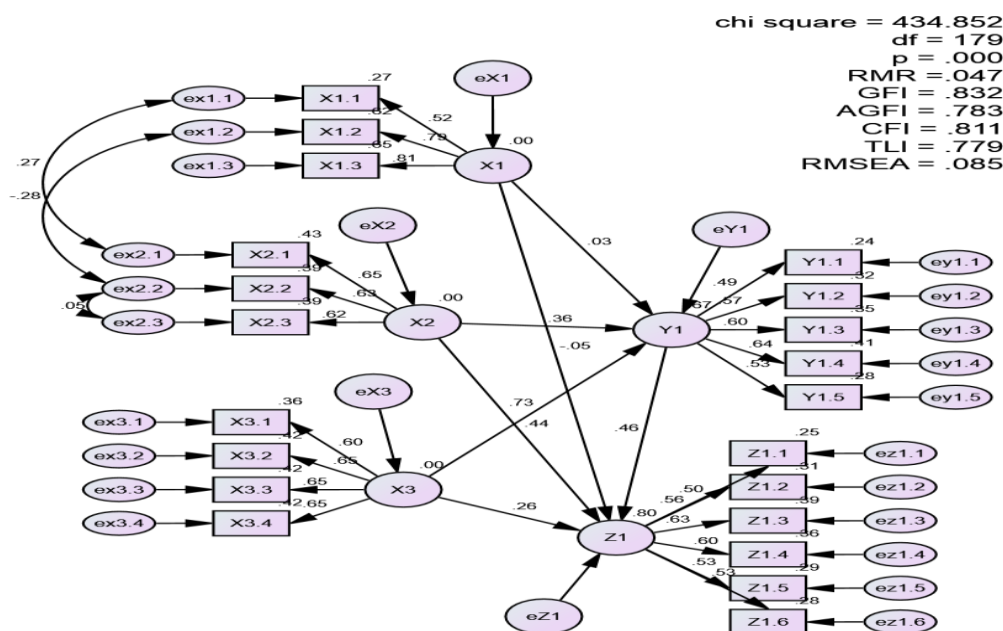 chi square = 434.852
df = 179
p = .000
RMR =.047
GFI = .832
AGFI = .783
CFI = .811
TLI = .779
RMSEA = .085
eX1
.27
ex1.1
X1.1
.52
.62
ex1.2
X1.2
.79
.00
.65
ex1.3
X1.3
.81
X1
.27
-.28
eX2
eY1
.43
ex2.1
X2.1
.03
.24
Y1.1
ey1.1
.39
.65
.49
.32
ex2.2
X2.2
.63
.00
.67
.57
Y1.2
ey1.2
.39
.05
ex2.3
X2.3
.62
X2
.36
Y1
.60
.35
Y1.3
ey1.3
-.05
.64
.41
Y1.4
ey1.4
.53
.28
Y1.5
ey1.5
eX3
.36
ex3.1
X3.1
.73
.44
.46
.42
.60
ex3.2
X3.2
.65
.25
Z1.1
ez1.1
.42
.00
.31
ex3.3
X3.3
.65
X3
.50
.56
Z1.2
ez1.2
.42
.65
.26
.80
.39
ex3.4
X3.4
.63
Z1.3
ez1.3
Z1
.36
.60
Z1.4
ez1.4
.53
.53
.29
Z1.5
ez1.5
.28
eZ1
Z1.6
ez1.6